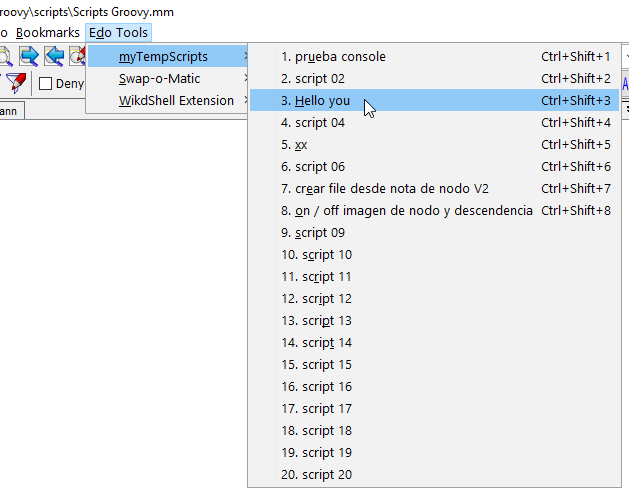 roovy\scripts\Scripts Groovy.mm
o Bookmarks Edo Tools
myTempScripts
Swap-o-Matic
WikdShell Extension
Deny
ann
1. prueba console Ctrl+Shift+1
2. script 02 Ctrl+Shift+2
3. Hello you Ctrl+Shift+3
4. script 04 Ctrl+Shift+4
5. xx Ctrl+Shift+5
6. script 06 Ctrl+Shift+6
7. crear file desde nota de nodo V2 Ctrl+Shift+7
8. on / off imagen de nodo y descendencia Ctrl+Shift+8
9. script 09
10. script 10
11. script 11
12. script 12
13. script 13
14. script 14
15. script 15
16. script 16
17. script 17
18. script 18
19. script 19
20. script 20
A